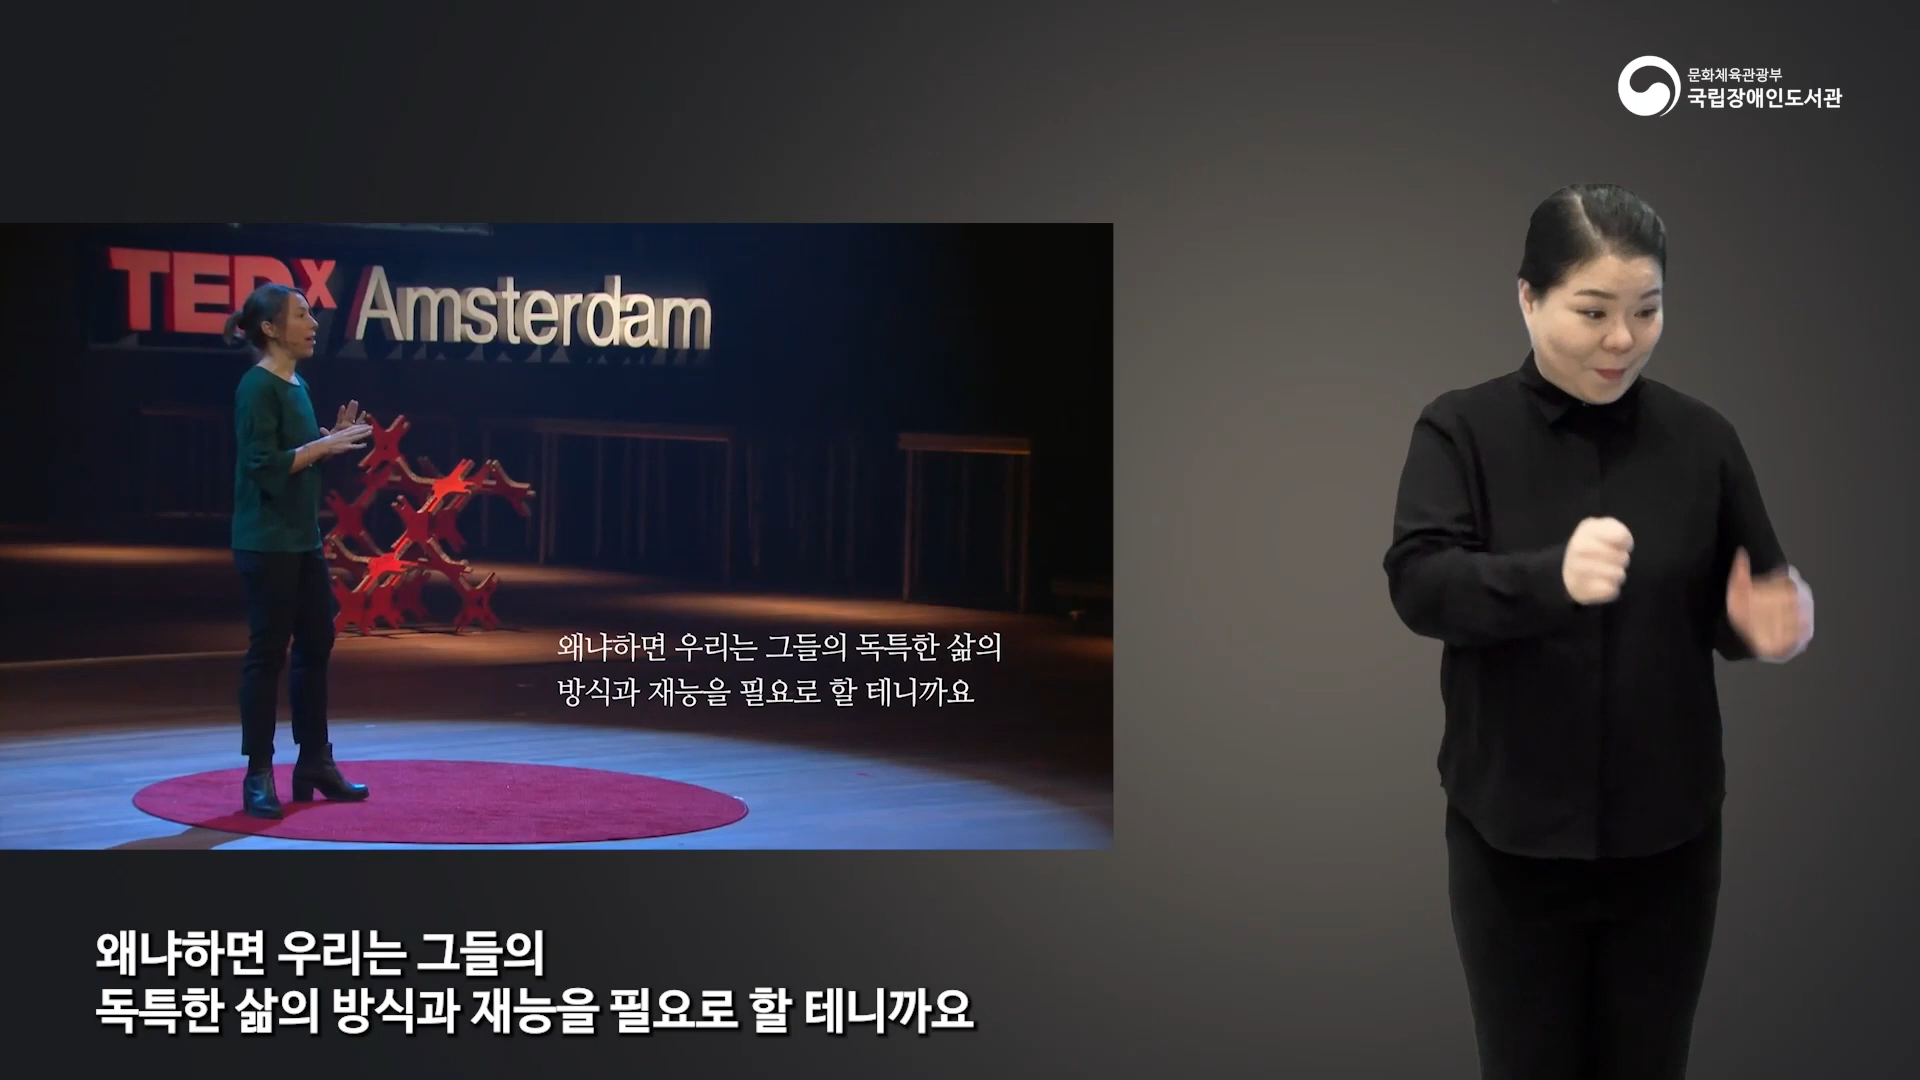 문화체육관광부
국립장애인도서관
TEDx Amsterdam
왜냐하면 우리는 그들의 독특한 삶의
방식과 재능을 필요로 할 테니까요
왜냐하면 우리는 그들의
독특한 삶의 방식과 재능을 필요로 할 테니까요